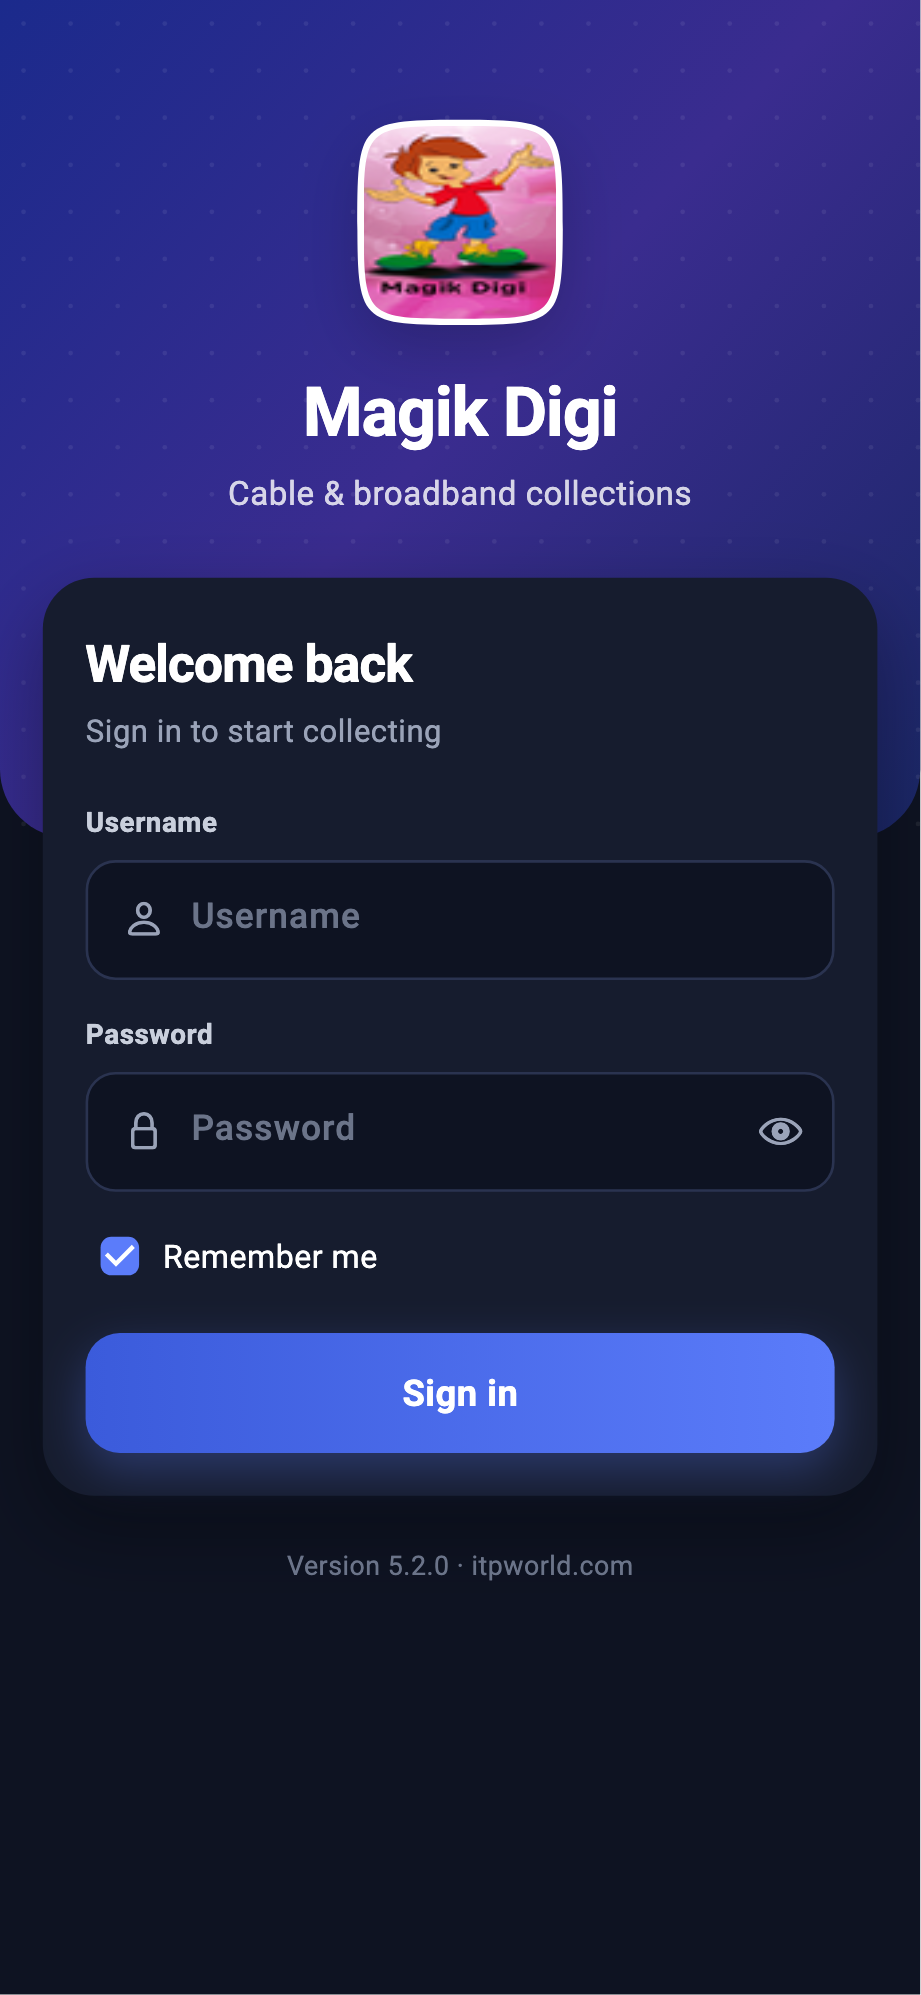 Magik Digi
Magik Digi
Cable & broadband collections
Welcome back
Sign in to start collecting
Username
Username
Password
Password
Remember me
Sign in
Version 5.2.0 · itpworld.com